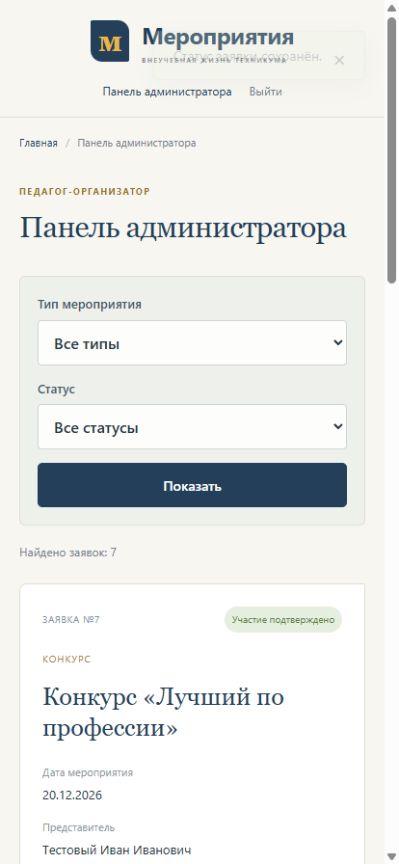 м
Мероприятия
ВНЕУЧЕБНАЯ ЖИЗНЬ ТЕХНИКУМА
Статус заявки сохранён.
Панель администратора Выйти
Главная / Панель администратора
ПЕДАГОГ-ОРГАНИЗАТОР
Панель администратора
Тип мероприятия
Все типы
Статус
Все статусы
Показать
Найдено заявок: 7
ЗАЯВКА №7 Участие подтверждено
КОНКУРС
Конкурс «Лучший по
профессии»
Дата мероприятия
20.12.2026
Представитель
Тестовый Иван Иванович